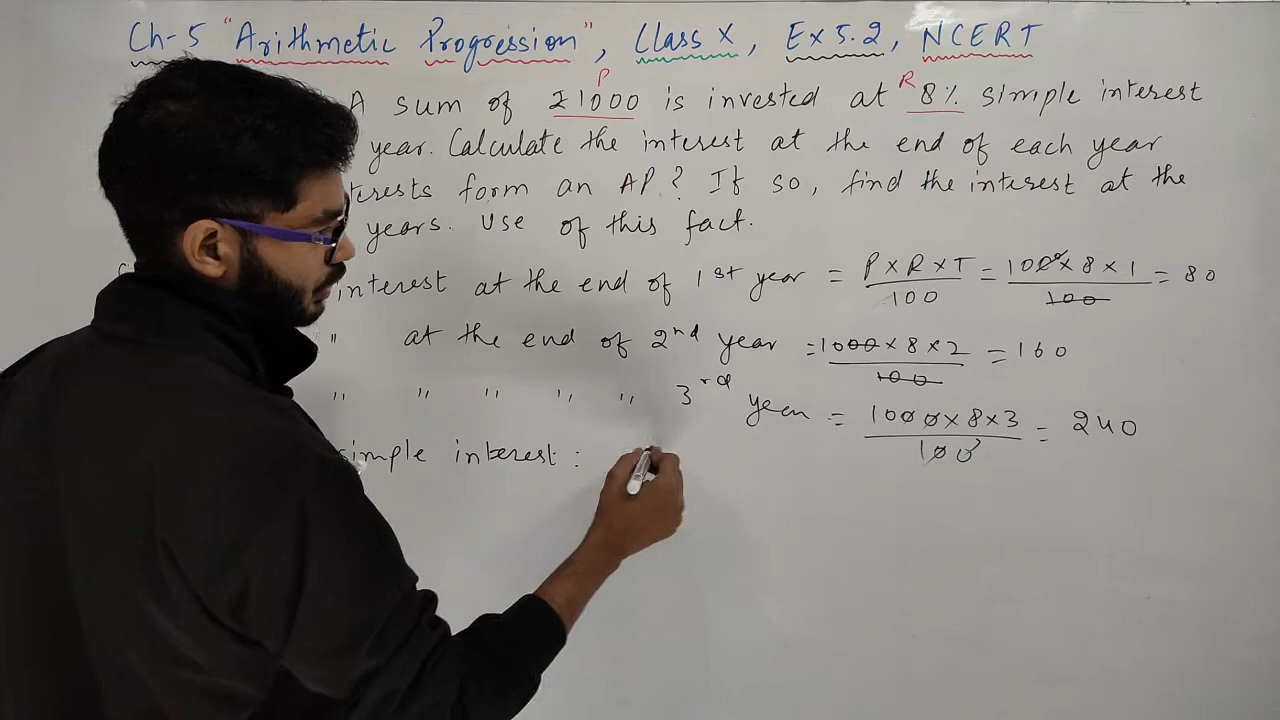 Ch-5 "Arithmetic Progression", Class X, Ex 5.2, NCERT
P R
A sum of ₹1000 is invested at 8% simple interest
year. Calculate the interest at the end of each year
terests form an AP? If so, find the interest at the
years. Use of this fact.
interest at the end of 1st year = P×R×T/100 = 1000×8×1/100 = 80
" at the end of 2nd year = 1000×8×2/100 = 160
" " " " " 3rd year = 1000×8×3/100 = 240
simple interest: